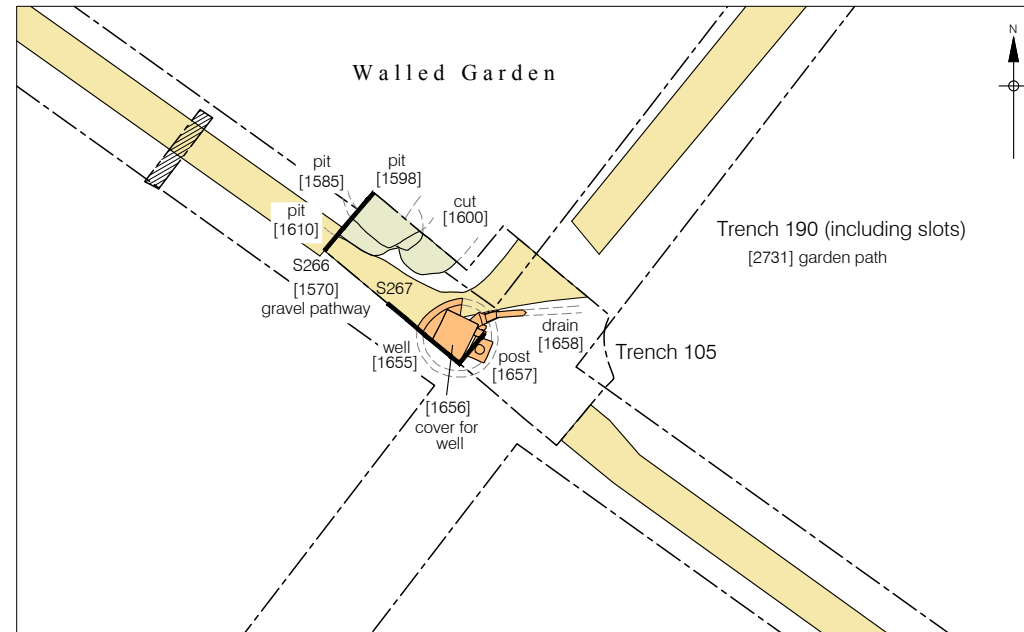 N
Walled Garden
pit
[1585]
pit
[1598]
cut
[1600]
pit
[1610]
S266
[1570]
gravel pathway
S267
Trench 190 (including slots)
[2731] garden path
drain
[1658]
Trench 105
well
[1655]
post
[1657]
[1656]
cover for
well